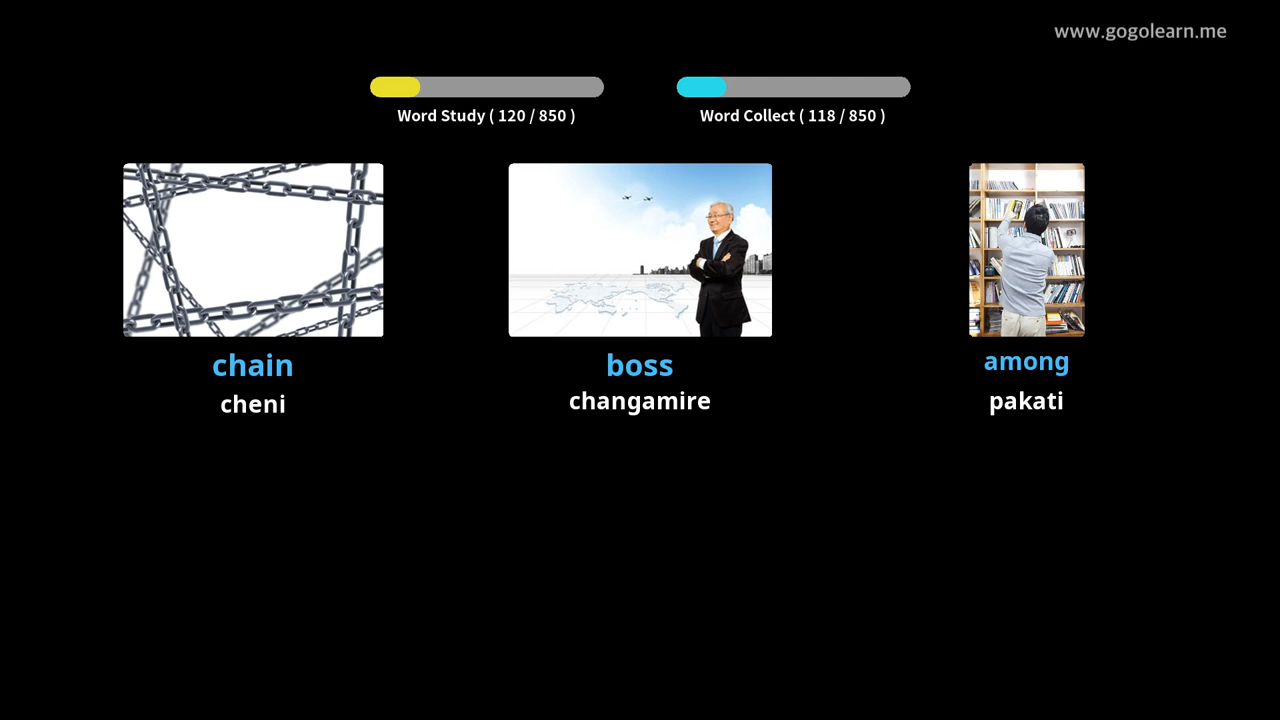 www.gogolearn.me
Word Study ( 120 / 850 )
Word Collect ( 118 / 850 )
chain
cheni
boss
changamire
among
pakati